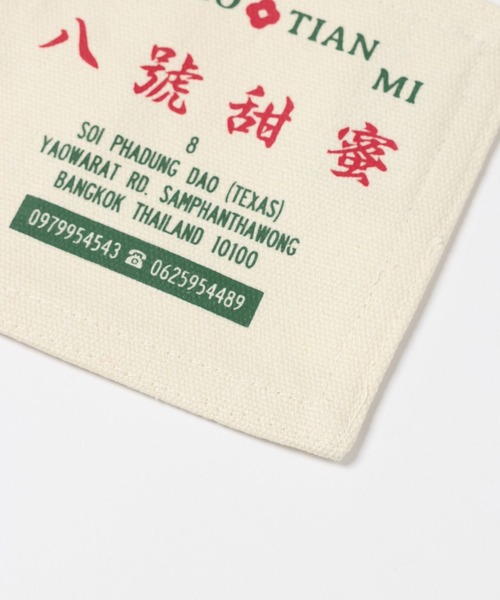 TIAN
MI
八號甜蜜
8
SOI PHADUNG DAO (TEXAS)
YAOWARAT RD. SAMPHANTHAWONG
BANGKOK THAILAND 10100
0979954543 ☎ 0625954489